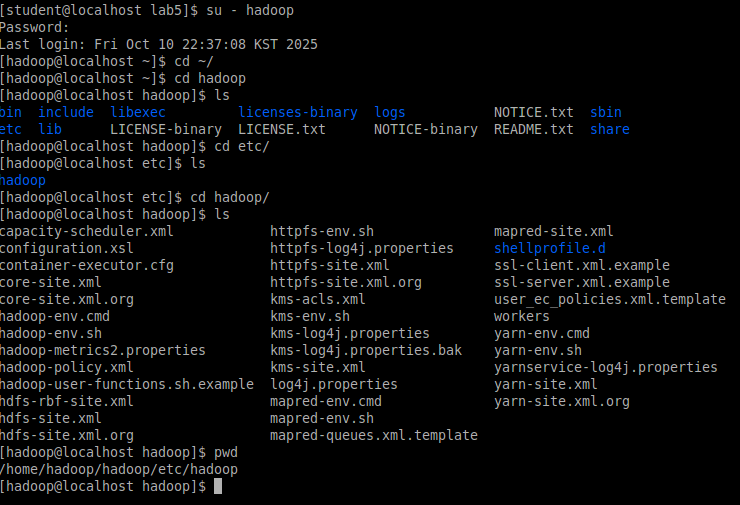 [student@localhost lab5]$ su - hadoop
Password:
Last login: Fri Oct 10 22:37:08 KST 2025
[hadoop@localhost ~]$ cd ~/
[hadoop@localhost ~]$ cd hadoop
[hadoop@localhost hadoop]$ ls
bin  include  libexec         licenses-binary  logs           NOTICE.txt  sbin
etc  lib      LICENSE-binary  LICENSE.txt      NOTICE-binary  README.txt  share
[hadoop@localhost hadoop]$ cd etc/
[hadoop@localhost etc]$ ls
hadoop
[hadoop@localhost etc]$ cd hadoop/
[hadoop@localhost hadoop]$ ls
capacity-scheduler.xml            httpfs-env.sh               mapred-site.xml
configuration.xsl                 httpfs-log4j.properties     shellprofile.d
container-executor.cfg            httpfs-site.xml             ssl-client.xml.example
core-site.xml                     httpfs-site.xml.org         ssl-server.xml.example
core-site.xml.org                 kms-acls.xml                user_ec_policies.xml.template
hadoop-env.cmd                    kms-env.sh                  workers
hadoop-env.sh                     kms-log4j.properties        yarn-env.cmd
hadoop-metrics2.properties        kms-log4j.properties.bak    yarn-env.sh
hadoop-policy.xml                 kms-site.xml                yarnservice-log4j.properties
hadoop-user-functions.sh.example  log4j.properties            yarn-site.xml
hdfs-rbf-site.xml                 mapred-env.cmd              yarn-site.xml.org
hdfs-site.xml                     mapred-env.sh
hdfs-site.xml.org                 mapred-queues.xml.template
[hadoop@localhost hadoop]$ pwd
/home/hadoop/hadoop/etc/hadoop
[hadoop@localhost hadoop]$